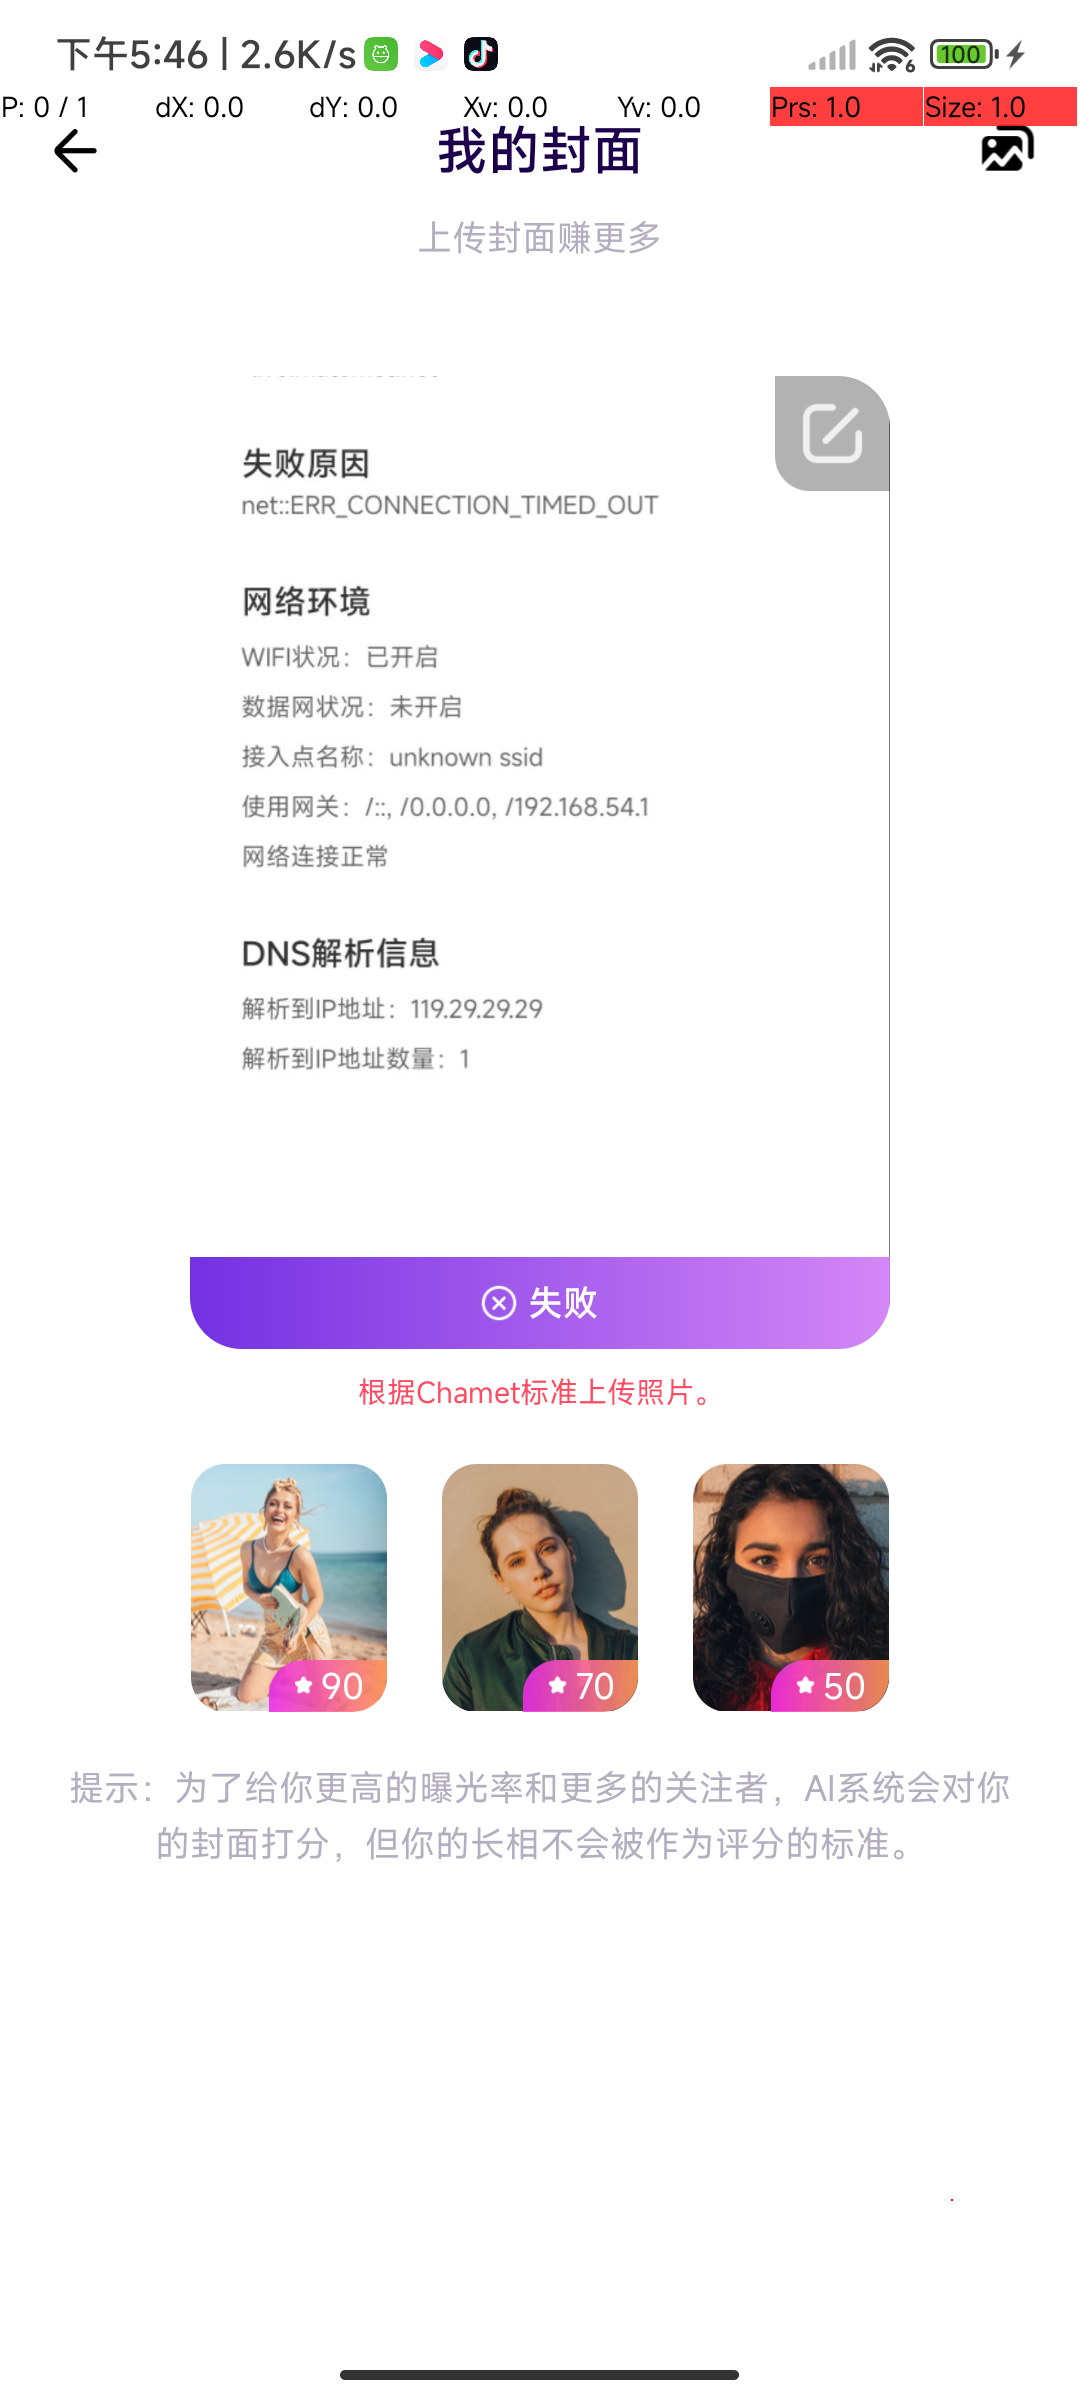 下午5:46 | 2.6K/s
100
P: 0 / 1 dX: 0.0 dY: 0.0 Xv: 0.0 Yv: 0.0 Prs: 1.0 Size: 1.0
我的封面
上传封面赚更多
失败原因
net::ERR_CONNECTION_TIMED_OUT
网络环境
WIFI状况：已开启
数据网状况：未开启
接入点名称：unknown ssid
使用网关：/::, /0.0.0.0, /192.168.54.1
网络连接正常
DNS解析信息
解析到IP地址：119.29.29.29
解析到IP地址数量：1
失败
根据Chamet标准上传照片。
90
70
50
提示：为了给你更高的曝光率和更多的关注者，AI系统会对你
的封面打分，但你的长相不会被作为评分的标准。